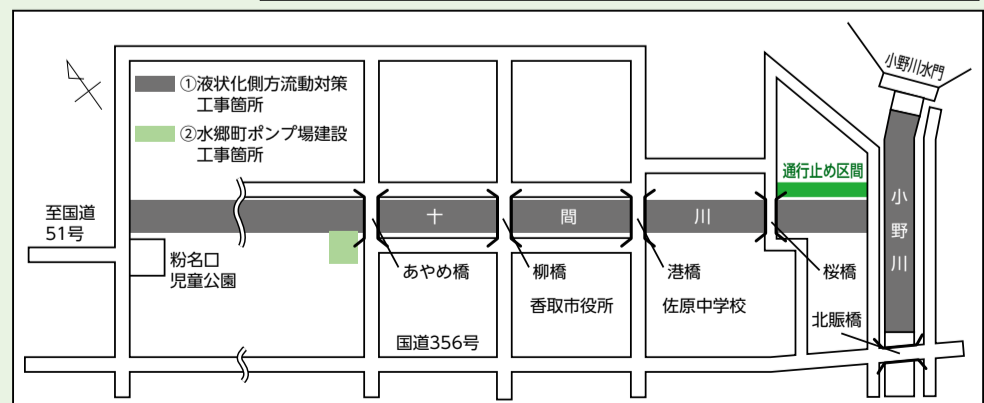 小野川水門
①液状化側方流動対策
工事箇所
②水郷町ポンプ場建設
工事箇所
通行止め区間
至国道
51号
十間川
小野川
粉名口
児童公園
あやめ橋
柳橋
港橋
桜橋
香取市役所
佐原中学校
北賑橋
国道356号